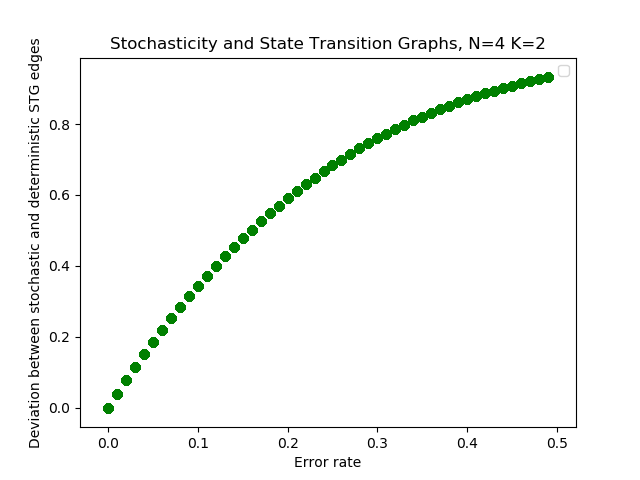 Stochasticity and State Transition Graphs, N=4 K=2
Deviation between stochastic and deterministic STG edges
0.8
0.6
0.4
0.2
0.0
0.0 0.1 0.2 0.3 0.4 0.5
Error rate